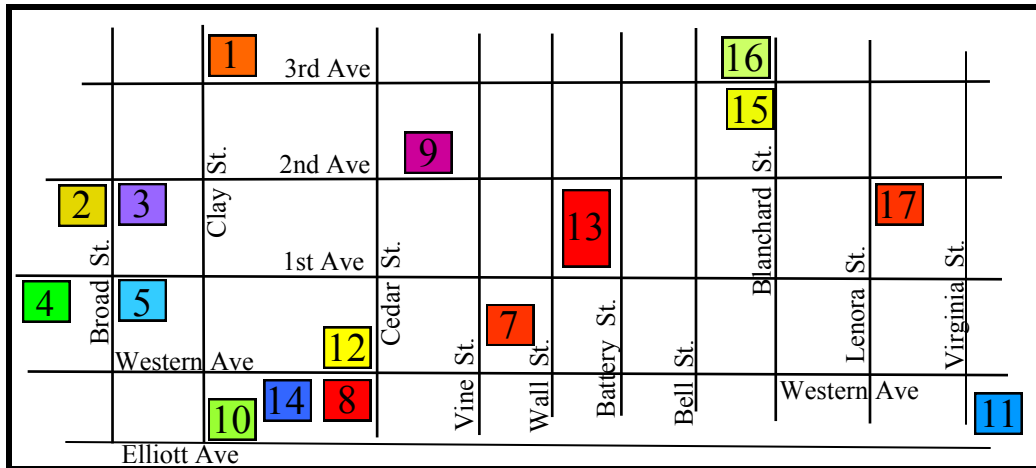 1
16
3rd Ave
15
9
2nd Ave
Clay St.
Blanchard St.
2
3
13
17
Broad St.
1st Ave
Cedar St.
Lenora St.
Virginia St.
4
5
7
12
Western Ave
Vine St.
Wall St.
Battery St.
Bell St.
Western Ave
14
8
10
11
Elliott Ave